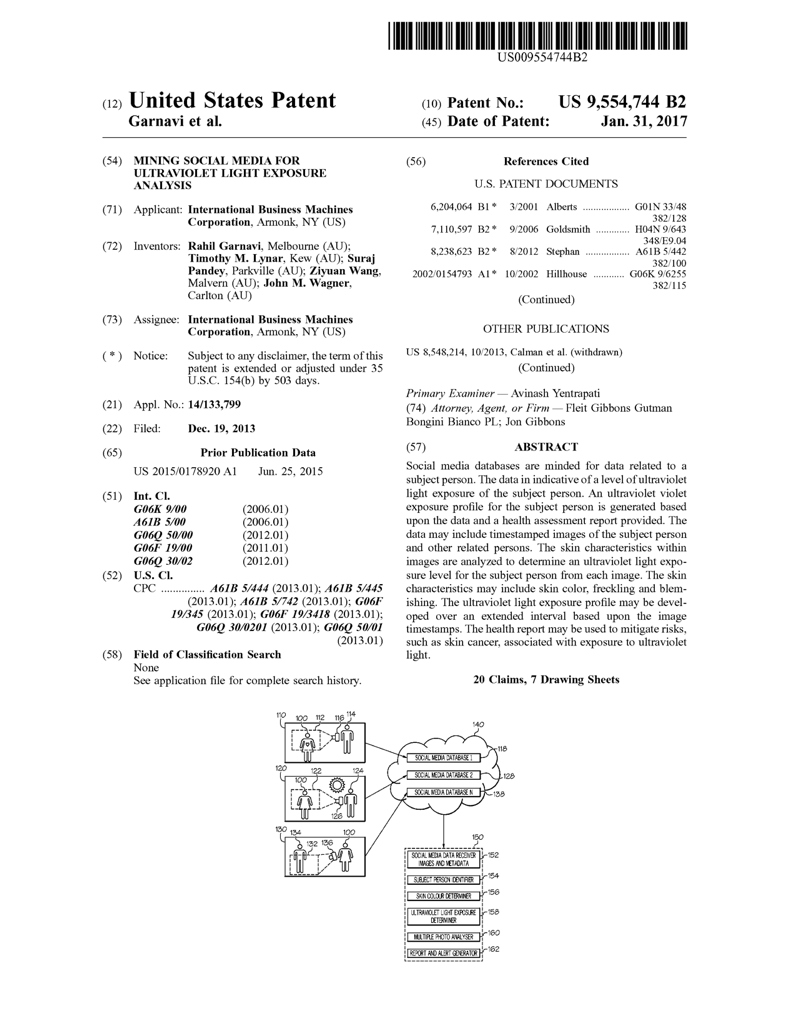 US009554744B2
(12) United States Patent
Garnavi et al.
(10) Patent No.: US 9,554,744 B2
(45) Date of Patent: Jan. 31, 2017
(54) MINING SOCIAL MEDIA FOR
ULTRAVIOLET LIGHT EXPOSURE
ANALYSIS
(71) Applicant: International Business Machines
Corporation, Armonk, NY (US)
(72) Inventors: Rahil Garnavi, Melbourne (AU);
Timothy M. Lynar, Kew (AU); Suraj
Pandey, Parkville (AU); Ziyuan Wang,
Malvern (AU); John M. Wagner,
Carlton (AU)
(73) Assignee: International Business Machines
Corporation, Armonk, NY (US)
( * ) Notice: Subject to any disclaimer, the term of this
patent is extended or adjusted under 35
U.S.C. 154(b) by 503 days.
(21) Appl. No.: 14/133,799
(22) Filed: Dec. 19, 2013
(65) Prior Publication Data
US 2015/0178920 A1 Jun. 25, 2015
(51) Int. Cl.
G06K 9/00 (2006.01)
A61B 5/00 (2006.01)
G06Q 50/00 (2012.01)
G06F 19/00 (2011.01)
G06Q 30/02 (2012.01)
(52) U.S. Cl.
CPC ............... A61B 5/444 (2013.01); A61B 5/445
(2013.01); A61B 5/742 (2013.01); G06F
19/345 (2013.01); G06F 19/3418 (2013.01);
G06Q 30/0201 (2013.01); G06Q 50/01
(2013.01)
(58) Field of Classification Search
None
See application file for complete search history.
(56) References Cited
U.S. PATENT DOCUMENTS
6,204,064 B1 * 3/2001 Alberts .................. G01N 33/48
382/128
7,110,597 B2 * 9/2006 Goldsmith ............. H04N 9/643
348/E9.04
8,238,623 B2 * 8/2012 Stephan ................ A61B 5/442
382/100
2002/0154793 A1 * 10/2002 Hillhouse ............ G06K 9/6255
382/115
(Continued)
OTHER PUBLICATIONS
US 8,548,214, 10/2013, Calman et al. (withdrawn)
(Continued)
Primary Examiner — Avinash Yentrapati
(74) Attorney, Agent, or Firm — Fleit Gibbons Gutman
Bongini Bianco PL; Jon Gibbons
(57) ABSTRACT
Social media databases are minded for data related to a
subject person. The data in indicative of a level of ultraviolet
light exposure of the subject person. An ultraviolet violet
exposure profile for the subject person is generated based
upon the data and a health assessment report provided. The
data may include timestamped images of the subject person
and other related persons. The skin characteristics within
images are analyzed to determine an ultraviolet light expo-
sure level for the subject person from each image. The skin
characteristics may include skin color, freckling and blem-
ishing. The ultraviolet light exposure profile may be devel-
oped over an extended interval based upon the image
timestamps. The health report may be used to mitigate risks,
such as skin cancer, associated with exposure to ultraviolet
light.
20 Claims, 7 Drawing Sheets
110 100 112 116 114
120 122 124
100
126
130 134 132 136 100
140
SOCIAL MEDIA DATABASE 1 118
SOCIAL MEDIA DATABASE 2 128
SOCIAL MEDIA DATABASE N 138
150
SOCIAL MEDIA DATA RECEIVER
IMAGES AND METADATA 152
SUBJECT PERSON IDENTIFIER 154
SKIN COLOUR DETERMINER 156
ULTRAVIOLET LIGHT EXPOSURE
DETERMINER 158
MULTIPLE PHOTO ANALYSER 160
REPORT AND ALERT GENERATOR 162